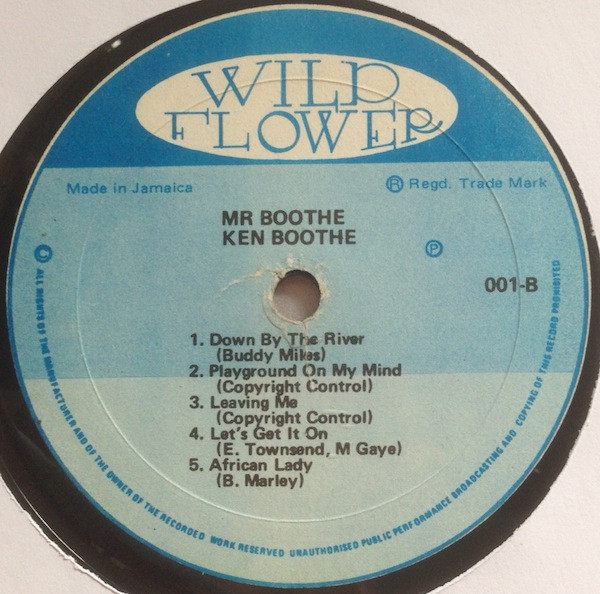 WILD
FLOWER
Made in Jamaica
® Regd. Trade Mark
MR BOOTHE
KEN BOOTHE
℗
001-B
1. Down By The River
(Buddy Miles)
2. Playground On My Mind
(Copyright Control)
3. Leaving Me
(Copyright Control)
4. Let's Get It On
(E. Townsend, M Gaye)
5. African Lady
(B. Marley)
ALL RIGHTS OF THE MANUFACTURER AND OF THE OWNER OF THE RECORDED WORK RESERVED UNAUTHORISED PUBLIC PERFORMANCE BROADCASTING AND COPYING OF THIS RECORD PROHIBITED